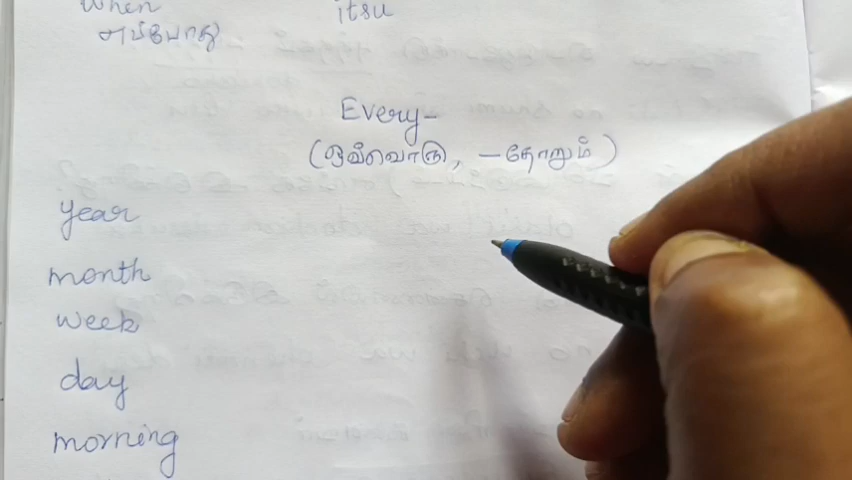 When itsu
எப்போது
Every-
(ஒவ்வொரு, -தோறும்)
year
month
week
day
morning